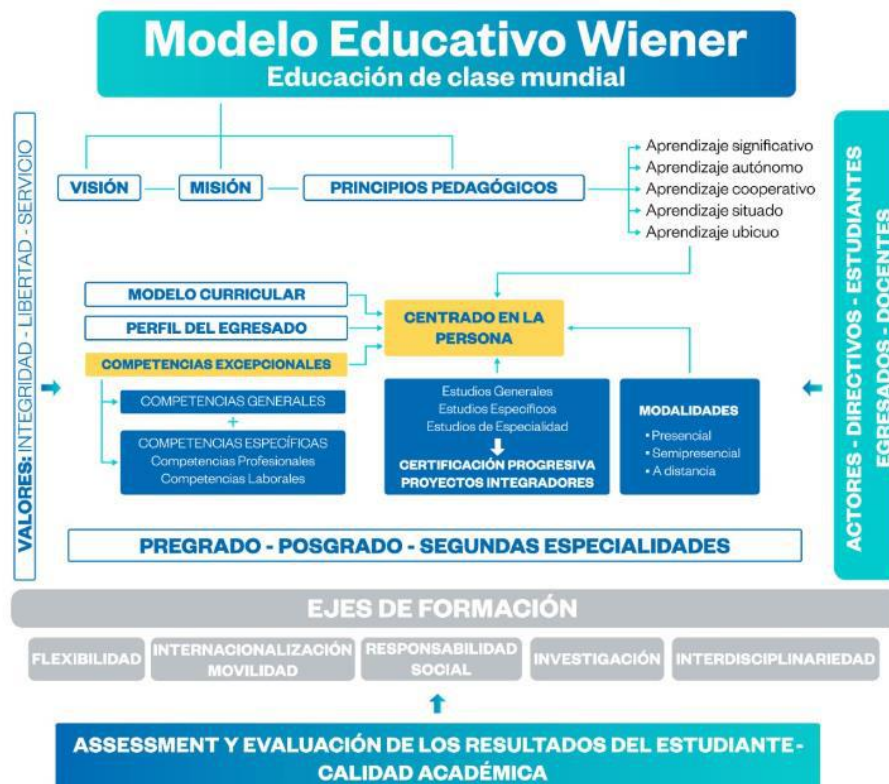 Modelo Educativo Wiener
Educación de clase mundial
VALORES: INTEGRIDAD - LIBERTAD - SERVICIO
VISIÓN
MISIÓN
PRINCIPIOS PEDAGÓGICOS
Aprendizaje significativo
Aprendizaje autónomo
Aprendizaje cooperativo
Aprendizaje situado
Aprendizaje ubicuo
MODELO CURRICULAR
PERFIL DEL EGRESADO
COMPETENCIAS EXCEPCIONALES
CENTRADO EN LA
PERSONA
COMPETENCIAS GENERALES
+
COMPETENCIAS ESPECÍFICAS
Competencias Profesionales
Competencias Laborales
Estudios Generales
Estudios Específicos
Estudios de Especialidad
CERTIFICACIÓN PROGRESIVA
PROYECTOS INTEGRADORES
MODALIDADES
• Presencial
• Semipresencial
• A distancia
ACTORES - DIRECTIVOS - ESTUDIANTES
EGRESADOS - DOCENTES
PREGRADO - POSGRADO - SEGUNDAS ESPECIALIDADES
EJES DE FORMACIÓN
FLEXIBILIDAD
INTERNACIONALIZACIÓN
MOVILIDAD
RESPONSABILIDAD
SOCIAL
INVESTIGACIÓN
INTERDISCIPLINARIEDAD
ASSESSMENT Y EVALUACIÓN DE LOS RESULTADOS DEL ESTUDIANTE-
CALIDAD ACADÉMICA